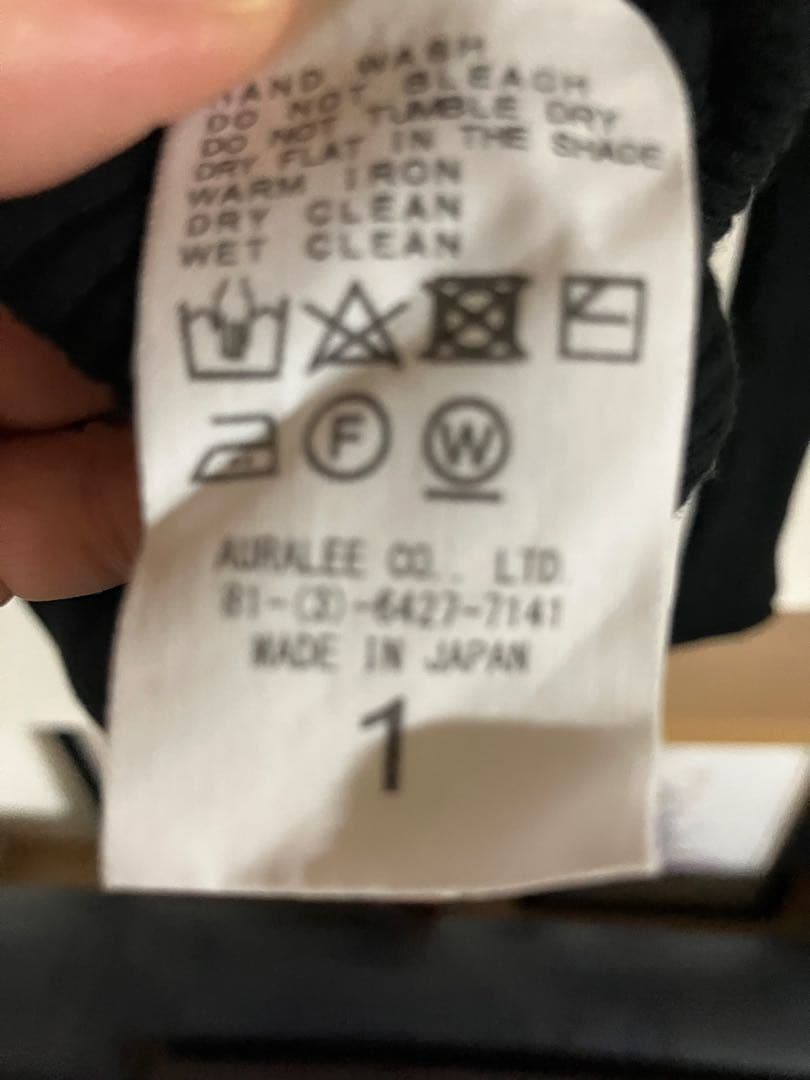 HAND WASH
DO NOT BLEACH
DO NOT TUMBLE DRY
DRY FLAT IN THE SHADE
WARM IRON
DRY CLEAN
WET CLEAN
F W
AURALEE CO., LTD.
81-(3)-6427-7141
MADE IN JAPAN
1